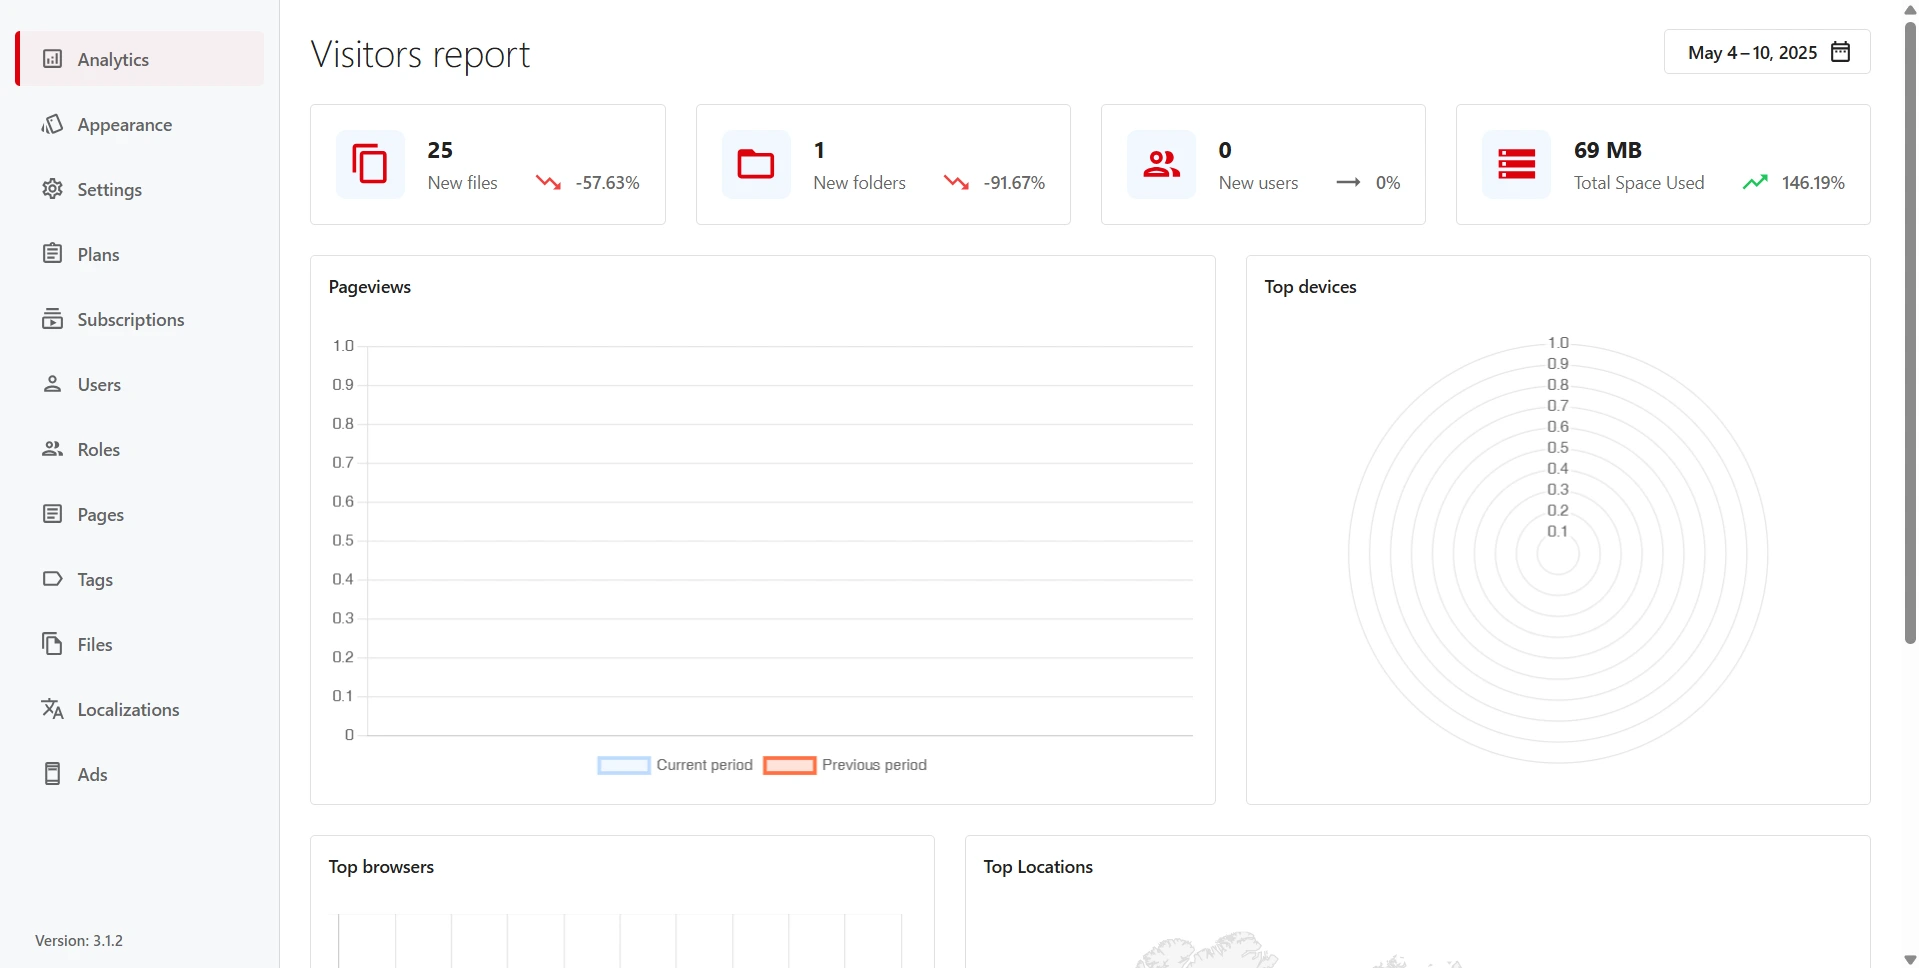 Analytics
Appearance
Settings
Plans
Subscriptions
Users
Roles
Pages
Tags
Files
Localizations
Ads
Version: 3.1.2
Visitors report
May 4 – 10, 2025
25
New files
-57.63%
1
New folders
-91.67%
0
New users
0%
69 MB
Total Space Used
146.19%
Pageviews
1.0
0.9
0.8
0.7
0.6
0.5
0.4
0.3
0.2
0.1
0
Current period
Previous period
Top devices
1.0
0.9
0.8
0.7
0.6
0.5
0.4
0.3
0.2
0.1
Top browsers
Top Locations